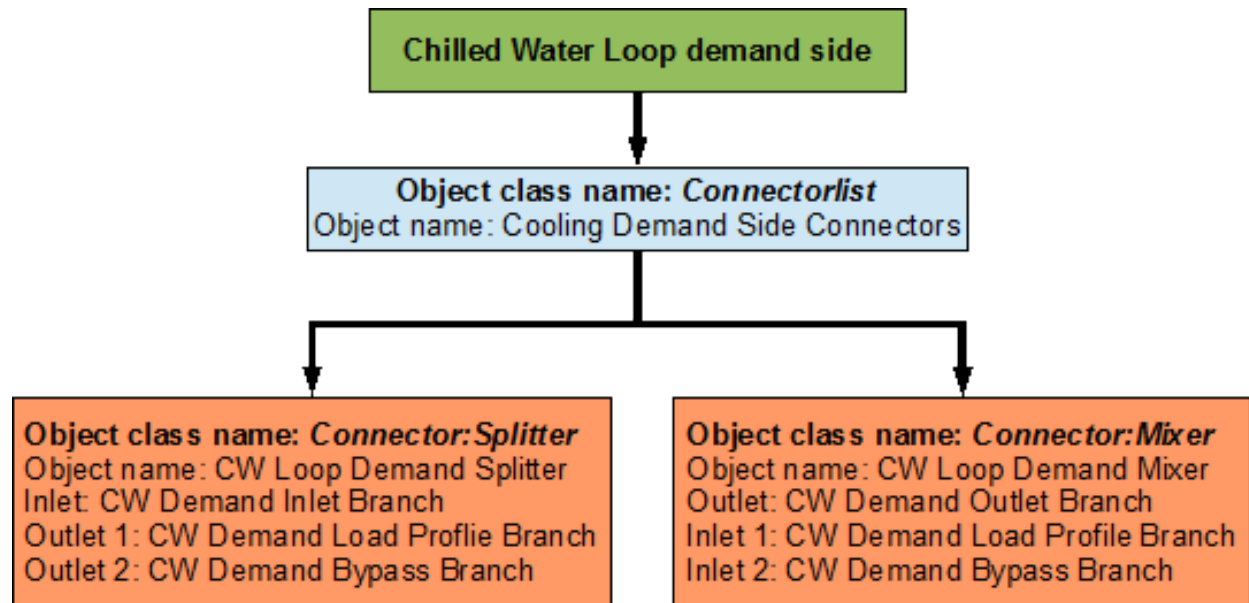 Chilled Water Loop demand side
Object class name: Connectorlist
Object name: Cooling Demand Side Connectors
Object class name: Connector:Splitter
Object name: CW Loop Demand Splitter
Inlet: CW Demand Inlet Branch
Outlet 1: CW Demand Load Proflie Branch
Outlet 2: CW Demand Bypass Branch
Object class name: Connector:Mixer
Object name: CW Loop Demand Mixer
Outlet: CW Demand Outlet Branch
Inlet 1: CW Demand Load Profile Branch
Inlet 2: CW Demand Bypass Branch